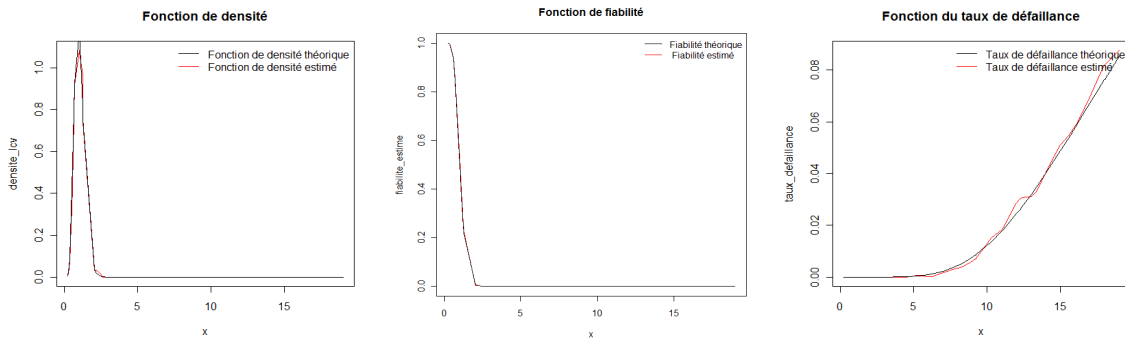 Fonction de densité
Fonction de densité théorique
Fonction de densité estimé
densite_lcv
0.0 0.2 0.4 0.6 0.8 1.0
0 5 10 15
x
Fonction de fiabilité
Fiabilité théorique
Fiabilité estimé
fiabilite_estime
0.0 0.2 0.4 0.6 0.8 1.0
0 5 10 15
x
Fonction du taux de défaillance
Taux de défaillance théorique
Taux de défaillance estimé
taux_defaillance
0.00 0.02 0.04 0.06 0.08
0 5 10 15
x